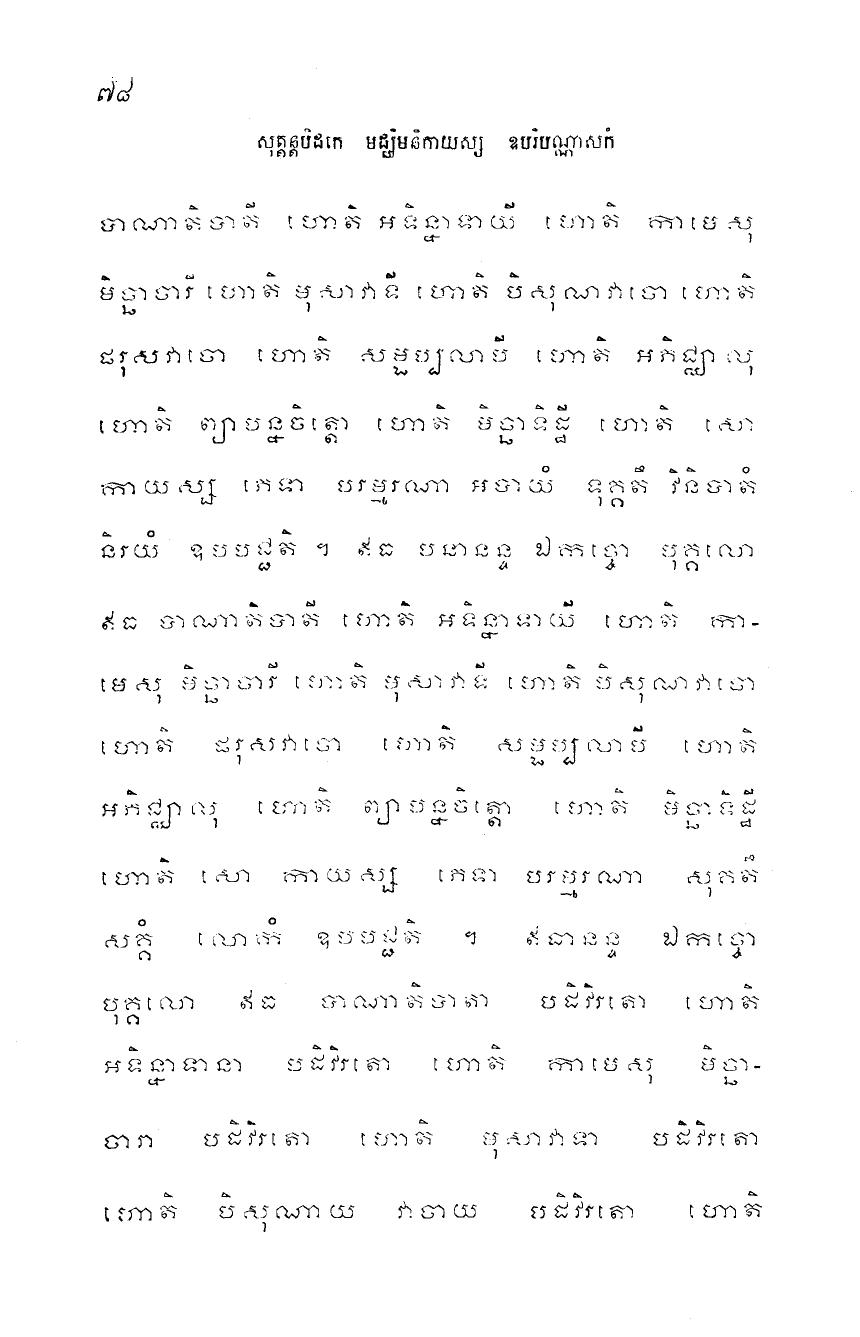 ៧៨
សុត្តន្តបិដកេ មជ្ឈិមនិកាយស្ស ឧបរិបណ្ណាសកំ
បាណាតិបាតី ហោតិ អទិន្នាទាយី ហោតិ កាមេសុ
មិច្ឆាចារី ហោតិ មុសាវាទី ហោតិ បិសុណវាចោ ហោតិ
ផរុសវាចោ ហោតិ សម្ផប្បលាបី ហោតិ អភិជ្ឈាលុ
ហោតិ ព្យាបន្នចិត្តោ ហោតិ មិច្ឆាទិដ្ឋី ហោតិ សោ
កាយស្ស ភេទា បរម្មរណា អបាយំ ទុគ្គតឹ វិនិបាតំ
និរយំ ឧបបជ្ជតិ ។ ឥធ បនានន្ទ ឯកច្ចោ បុគ្គលោ
ឥធ បាណាតិបាតី ហោតិ អទិន្នាទាយី ហោតិ កា-
មេសុ មិច្ឆាចារី ហោតិ មុសាវាទី ហោតិ បិសុណវាចោ
ហោតិ ផរុសវាចោ ហោតិ សម្ផប្បលាបី ហោតិ
អភិជ្ឈាលុ ហោតិ ព្យាបន្នចិត្តោ ហោតិ មិច្ឆាទិដ្ឋី
ហោតិ សោ កាយស្ស ភេទា បរម្មរណា សុគតឹ
សគ្គំ លោកំ ឧបបជ្ជតិ ។ ឥធានន្ទ ឯកច្ចោ
បុគ្គលោ ឥធ បាណាតិបាតា បដិវិរតោ ហោតិ
អទិន្នាទានា បដិវិរតោ ហោតិ កាមេសុ មិច្ឆា-
ចារា បដិវិរតោ ហោតិ មុសាវាទា បដិវិរតោ
ហោតិ បិសុណាយ វាចាយ បដិវិរតោ ហោតិ